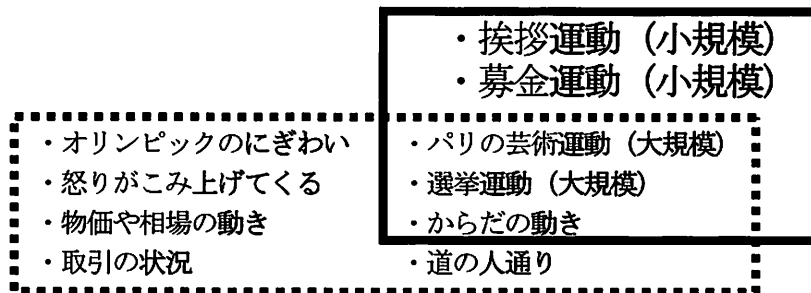 ・挨拶運動（小規模）
・募金運動（小規模）
・オリンピックのにぎわい
・怒りがこみ上げてくる
・物価や相場の動き
・取引の状況
・パリの芸術運動（大規模）
・選挙運動（大規模）
・からだの動き
・道の人通り